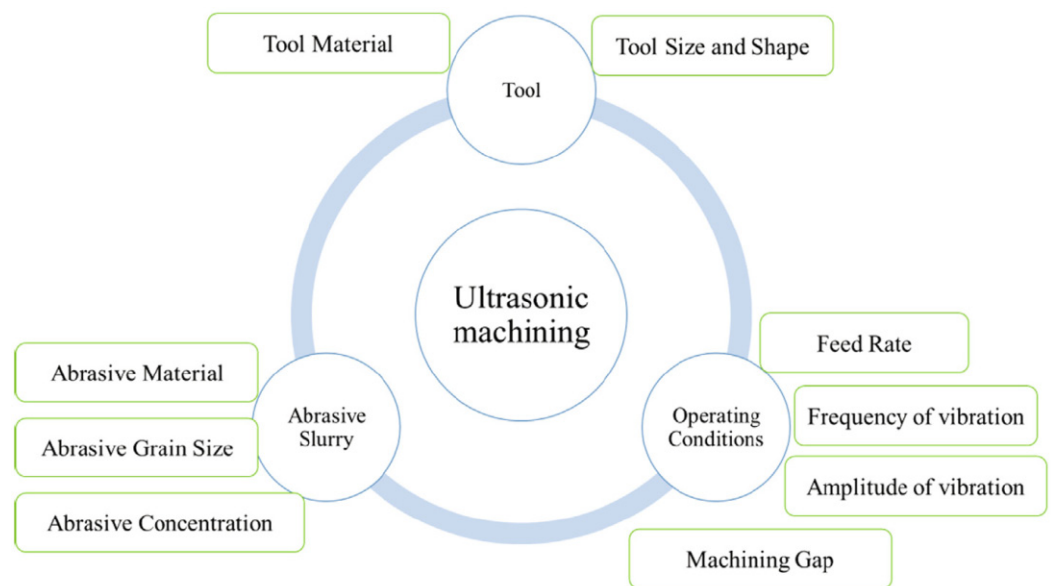 Tool Material
Tool Size and Shape
Tool
Ultrasonic
machining
Feed Rate
Abrasive Material
Abrasive
Slurry
Operating
Conditions
Frequency of vibration
Abrasive Grain Size
Amplitude of vibration
Abrasive Concentration
Machining Gap